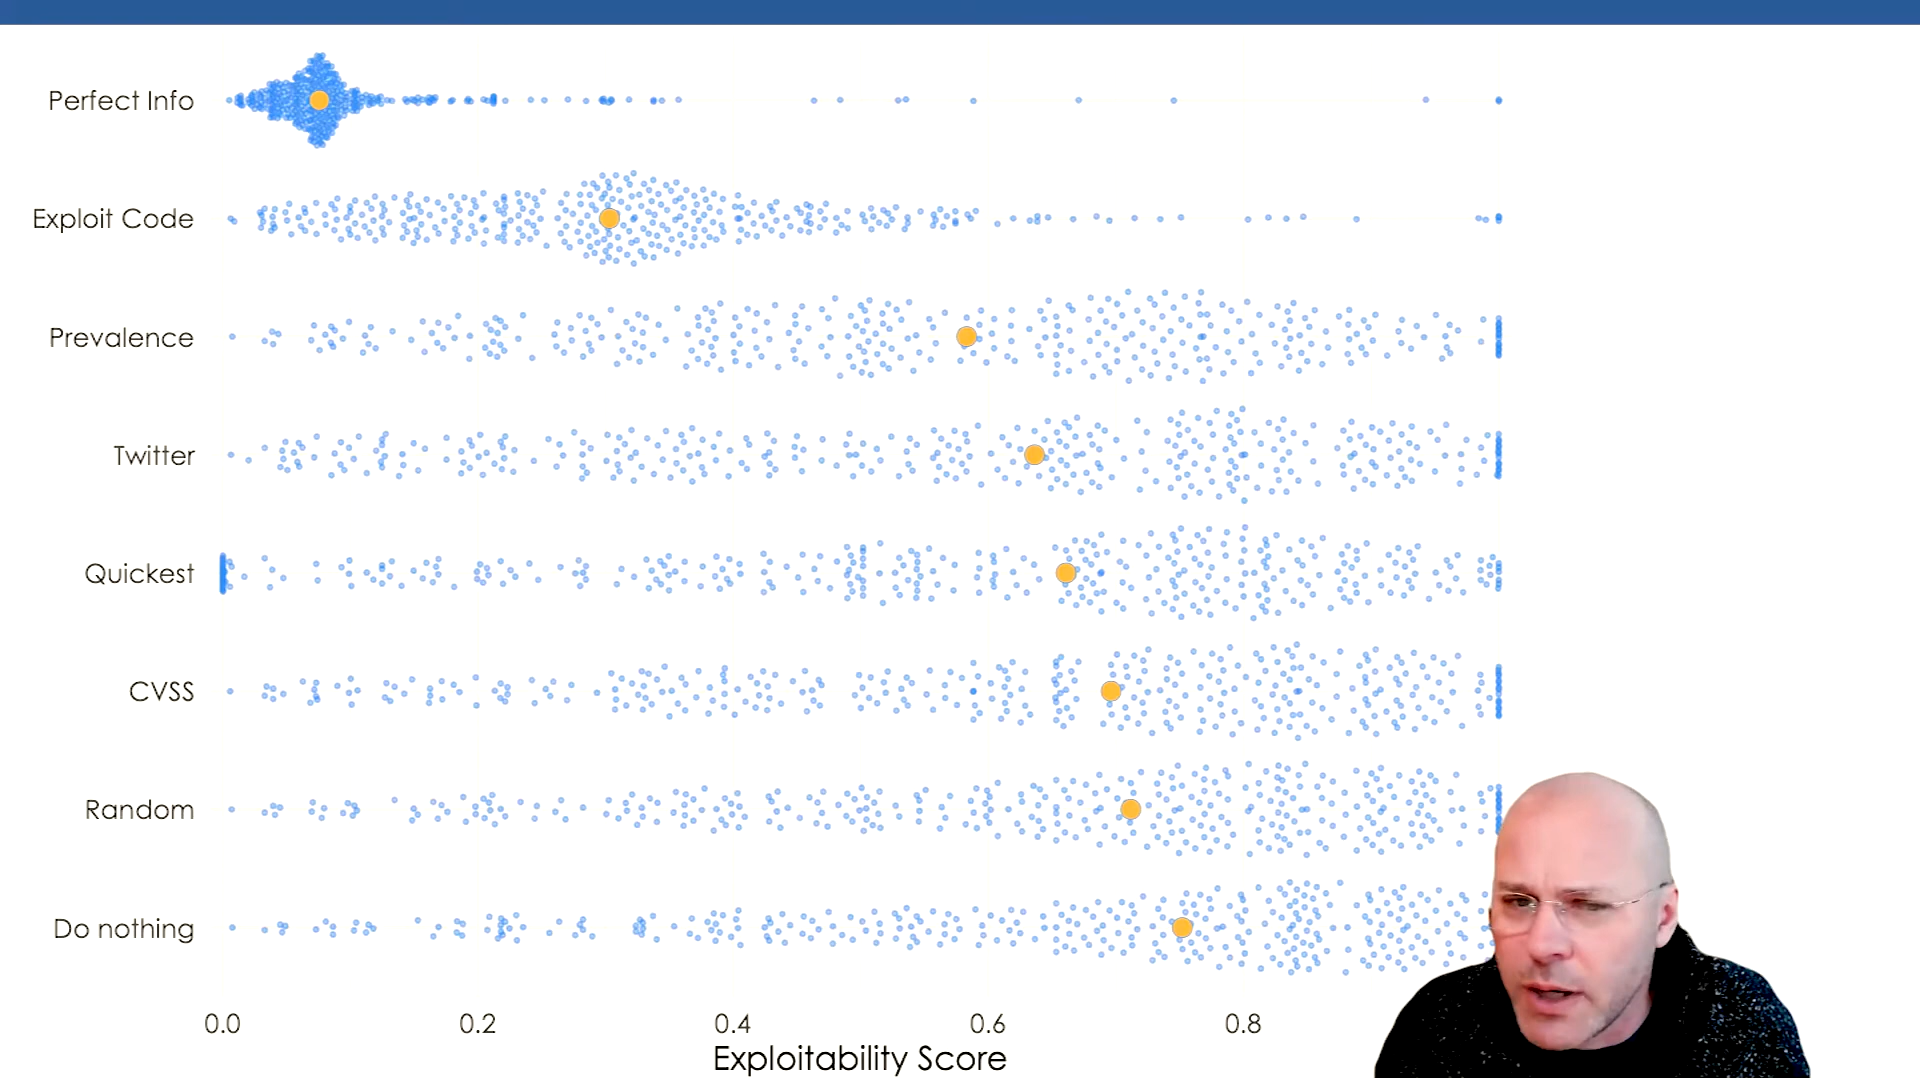 Perfect Info
Exploit Code
Prevalence
Twitter
Quickest
CVSS
Random
Do nothing
0.0 0.2 0.4 0.6 0.8
Exploitability Score